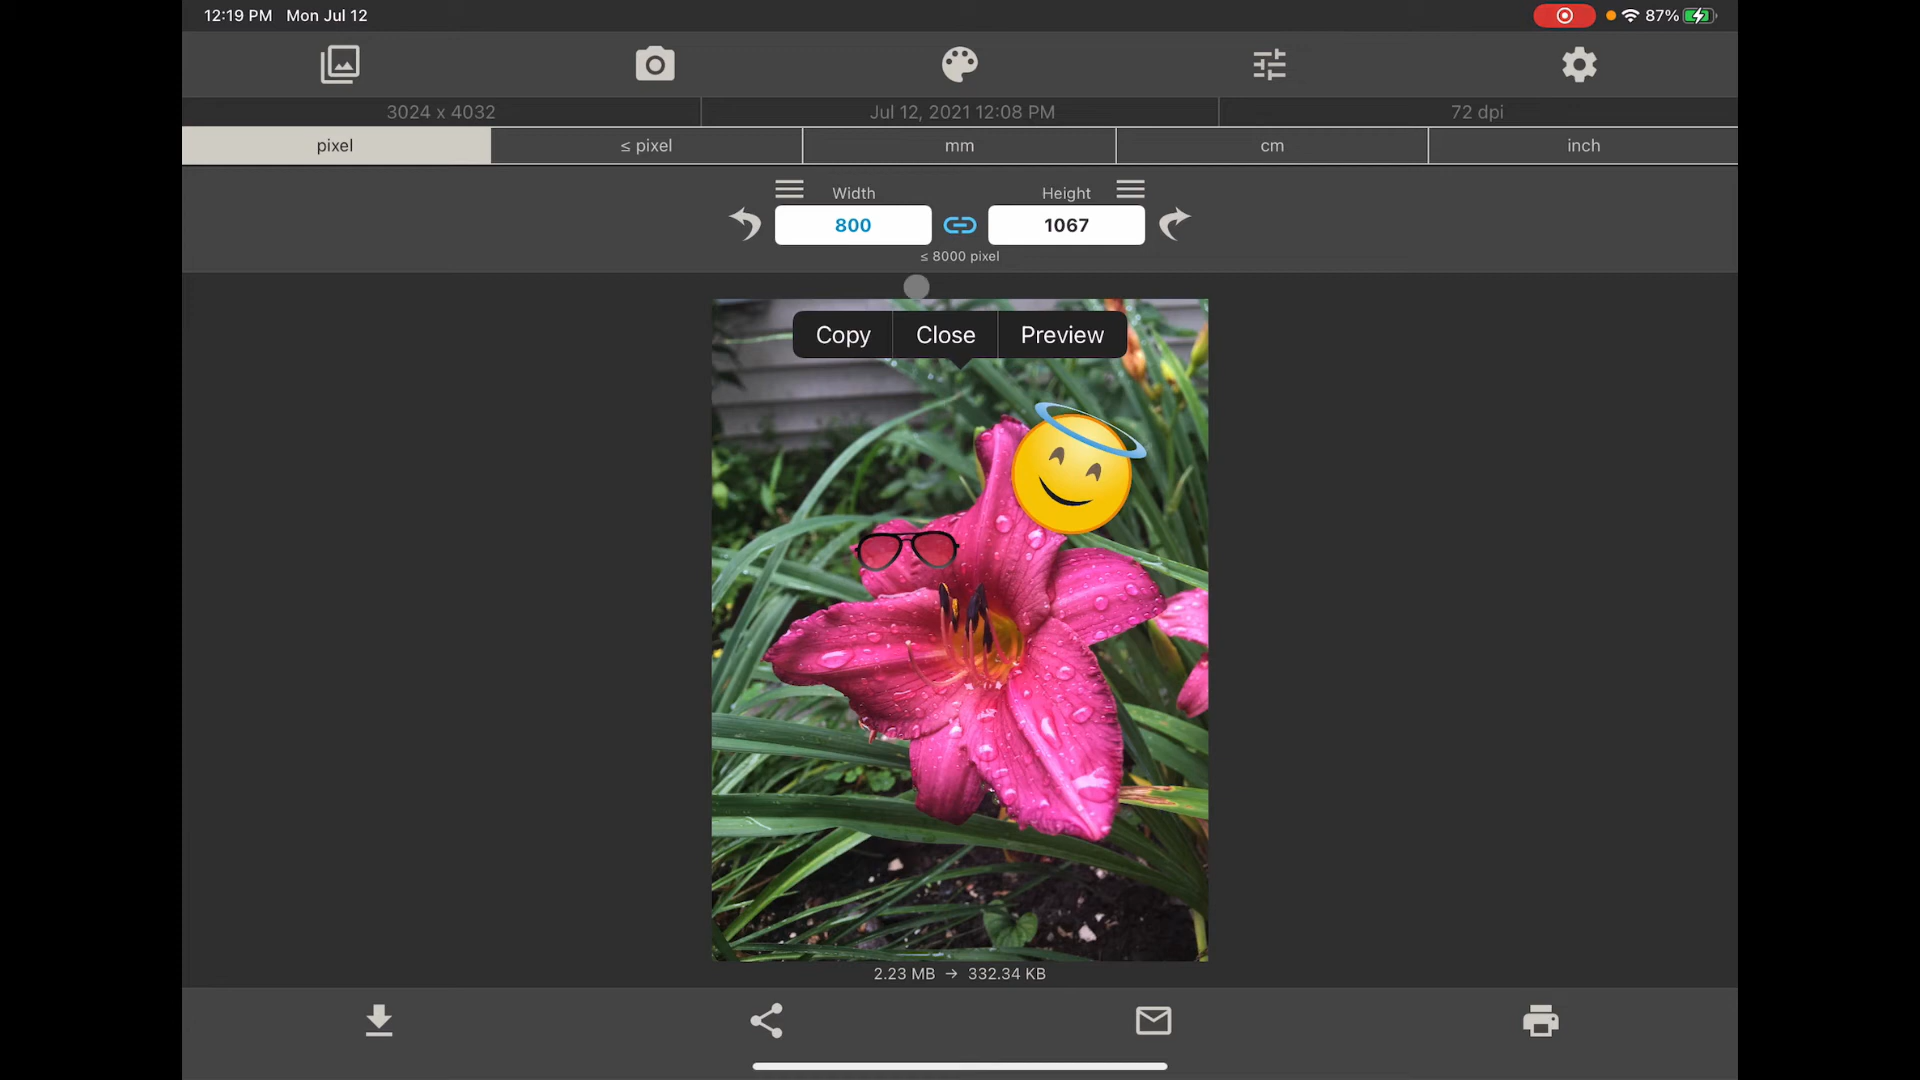 12:19 PM Mon Jul 12 87%
3024 x 4032 Jul 12, 2021 12:08 PM 72 dpi
pixel ≤ pixel mm cm inch
Width Height
800 1067
≤ 8000 pixel
Copy Close Preview
2.23 MB → 332.34 KB